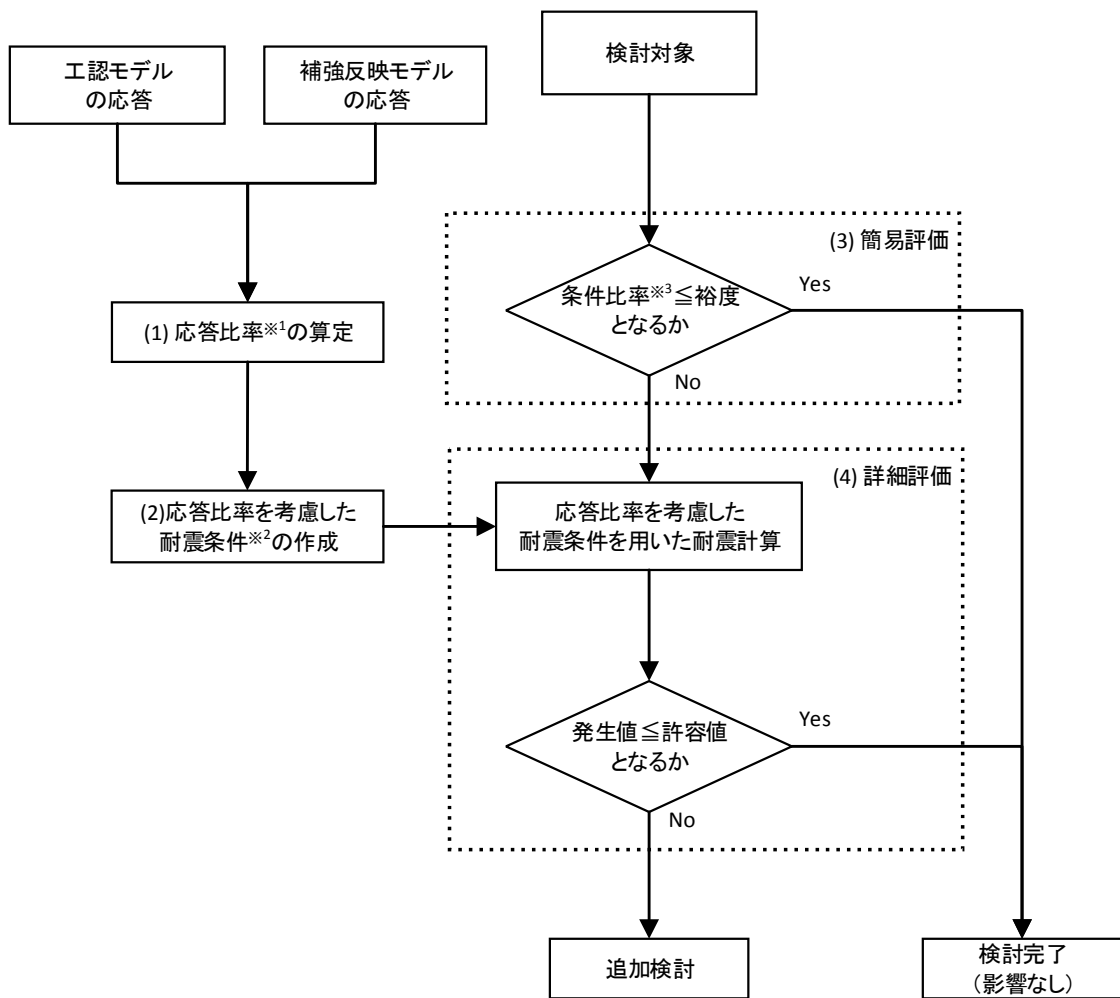 工認モデル
の応答
補強反映モデル
の応答
検討対象
(3) 簡易評価
条件比率※3≦裕度
となるか
Yes
No
(1) 応答比率※1の算定
(2)応答比率を考慮した
耐震条件※2の作成
(4) 詳細評価
応答比率を考慮した
耐震条件を用いた耐震計算
発生値≦許容値
となるか
Yes
No
追加検討
検討完了
（影響なし）